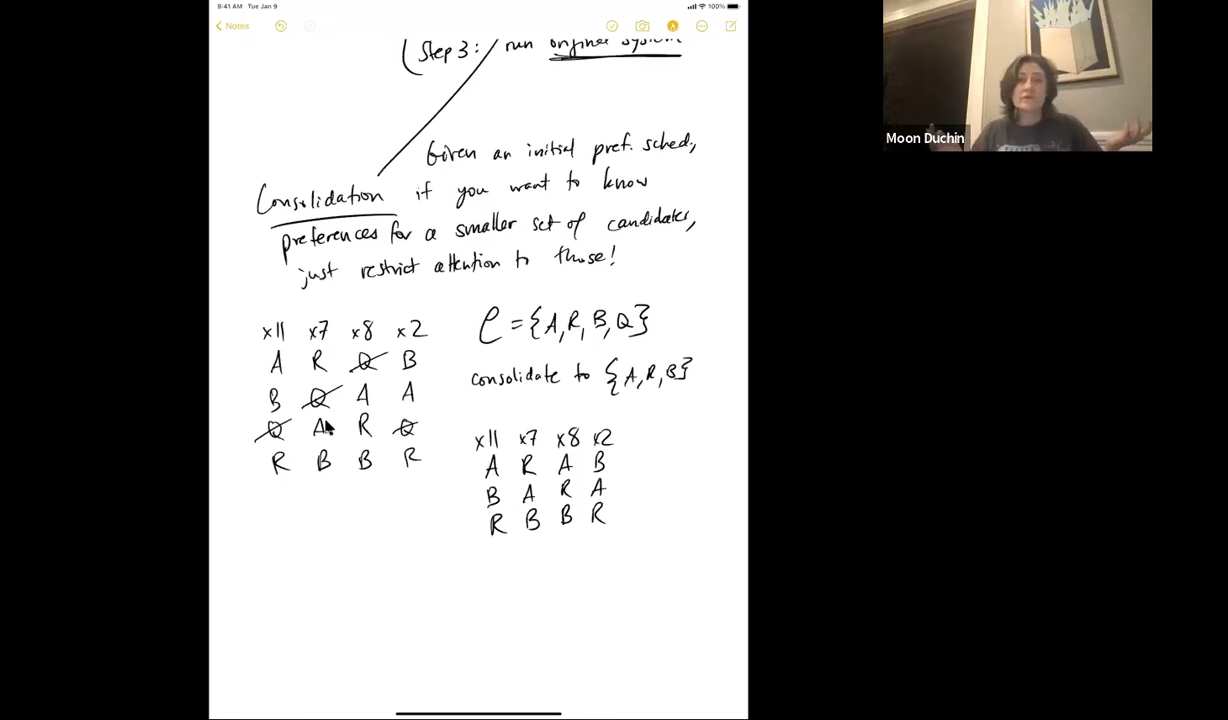 9:41 AM Tue Jan 9
100%
Notes
Step 3: run original system
Given an initial pref. sched,
Consolidation if you want to know
preferences for a smaller set of candidates,
just restrict attention to those!
x11 x7 x8 x2
A R Q B
B Q A A
Q A R Q
R B B R
C = {A, R, B, Q}
consolidate to {A, R, B}
x11 x7 x8 x2
A R A B
B A R A
R B B R
Moon Duchin